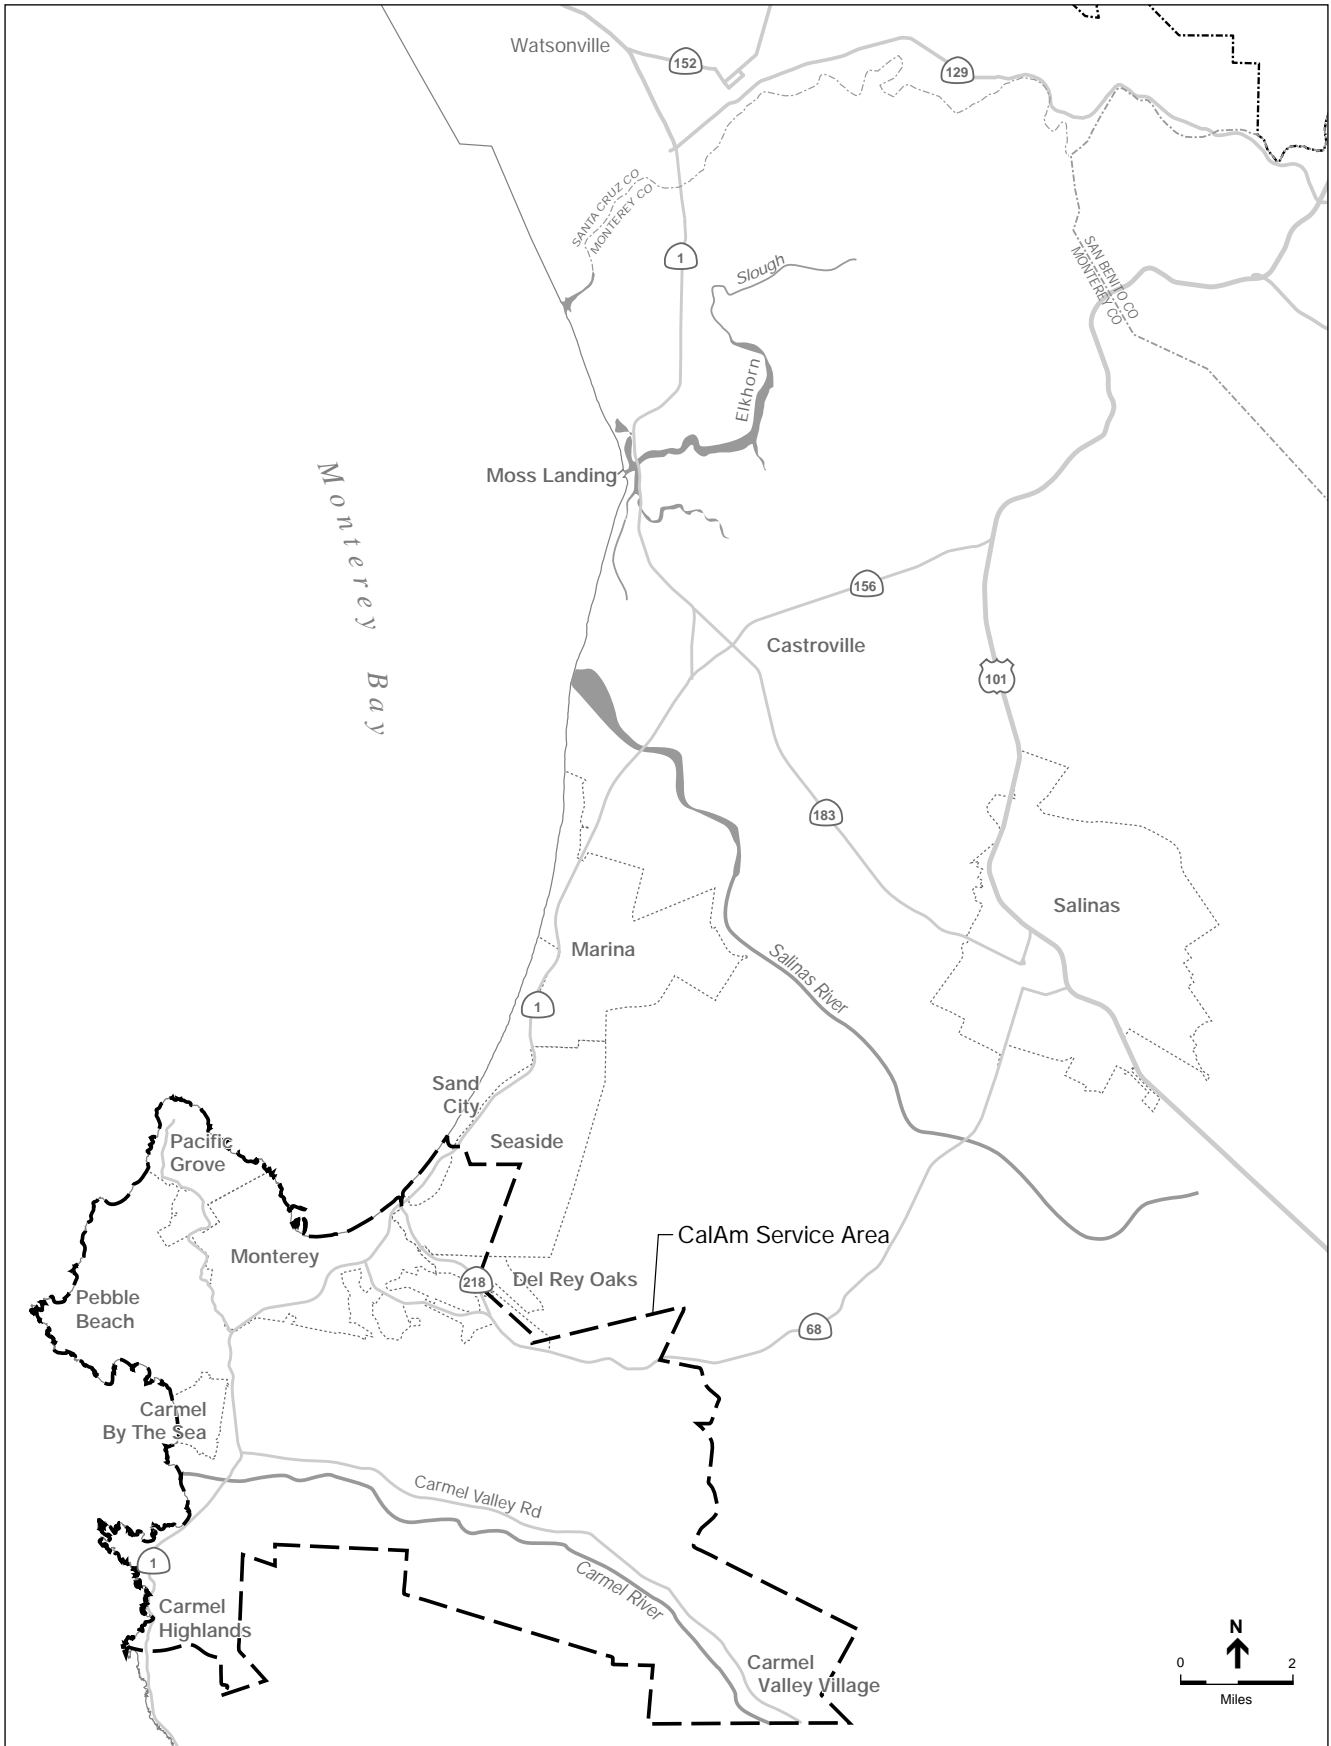 Watsonville
152
129
SANTA CRUZ CO
MONTEREY CO
1
Slough
SAN BENITO CO
MONTEREY CO
Elkhorn
Monterey Bay
Moss Landing
156
Castroville
101
183
Salinas
Marina
Salinas River
1
Sand
City
Seaside
Pacific
Grove
CalAm Service Area
Monterey
218
Del Rey Oaks
Pebble
Beach
68
Carmel
By The Sea
Carmel Valley Rd
1
Carmel River
Carmel
Highlands
Carmel
Valley Village
N
0 2
Miles